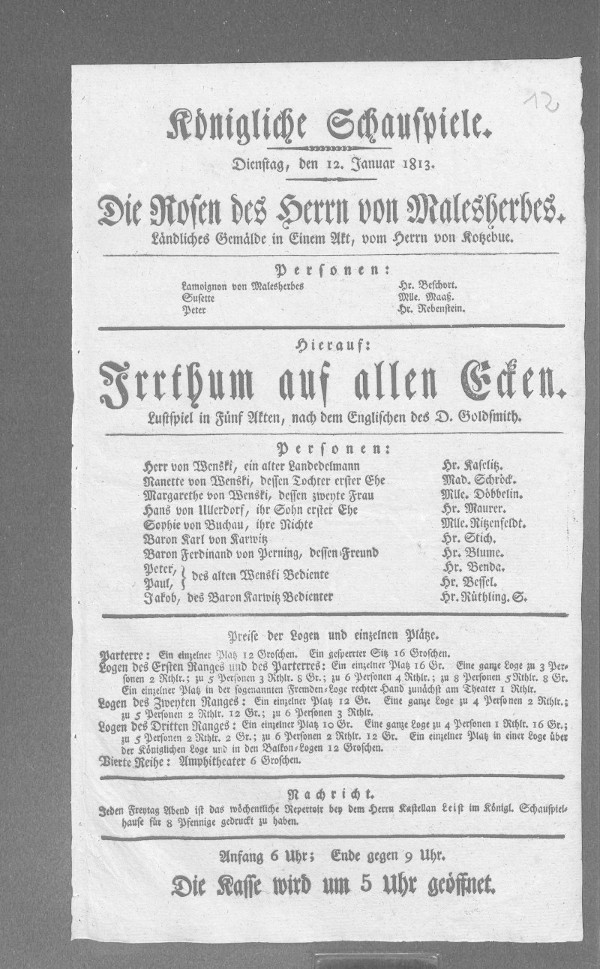 12
Königliche Schauspiele.
Dienstag, den 12. Januar 1813.
Die Rosen des Herrn von Malesherbes.
Ländliches Gemälde in Einem Akt, vom Herrn von Kotzebue.
Personen:
Lamoignon von Malesherbes Hr. Beschort.
Susette Mlle. Maaß.
Peter Hr. Rebenstein.
Hierauf:
Irrthum auf allen Ecken.
Lustspiel in Fünf Akten, nach dem Englischen des D. Goldsmith.
Personen:
Herr von Wenski, ein alter Landedelmann Hr. Kaselitz.
Nanette von Wenski, dessen Tochter erster Ehe Mad. Schröck.
Margarethe von Wenski, dessen zweyte Frau Mlle. Döbbelin.
Hans von Ullerdorf, ihr Sohn erster Ehe Hr. Maurer.
Sophie von Buchau, ihre Nichte Mlle. Ritzenfeldt.
Baron Karl von Karwitz Hr. Stich.
Baron Ferdinand von Perning, dessen Freund Hr. Blume.
Peter, } des alten Wenski Bediente Hr. Benda.
Paul, Hr. Bessel.
Jakob, des Baron Karwitz Bedienter Hr. Rüthling. S.
Preise der Logen und einzelnen Plätze.
Parterre: Ein einzelner Platz 12 Groschen. Ein gesperrter Sitz 16 Groschen.
Logen des Ersten Ranges und des Parterres: Ein einzelner Platz 16 Gr. Eine ganze Loge zu 3 Per-
sonen 2 Rthlr.; zu 5 Personen 3 Rthlr. 8 Gr.; zu 6 Personen 4 Rthlr.; zu 8 Personen 5 Rthlr. 8 Gr.
Ein einzelner Platz in der sogenannten Fremden-Loge rechter Hand zunächst am Theater 1 Rthlr.
Logen des Zweyten Ranges: Ein einzelner Platz 12 Gr. Eine ganze Loge zu 4 Personen 2 Rthlr.;
zu 5 Personen 2 Rthlr. 12 Gr.; zu 6 Personen 3 Rthlr.
Logen des Dritten Ranges: Ein einzelner Platz 10 Gr. Eine ganze Loge zu 4 Personen 1 Rthlr. 16 Gr.;
zu 5 Personen 2 Rthlr. 2 Gr.; zu 6 Personen 2 Rthlr. 12 Gr. Ein einzelner Platz in einer Loge über
der Königlichen Loge und in den Balkon-Logen 12 Groschen.
Vierte Reihe: Amphitheater 6 Groschen.
Nachricht.
Jeden Freytag Abend ist das wöchentliche Repertoir bey dem Herrn Kastellan Leist im Königl. Schauspiel-
hause für 8 Pfennige gedruckt zu haben.
Anfang 6 Uhr; Ende gegen 9 Uhr.
Die Kasse wird um 5 Uhr geöffnet.